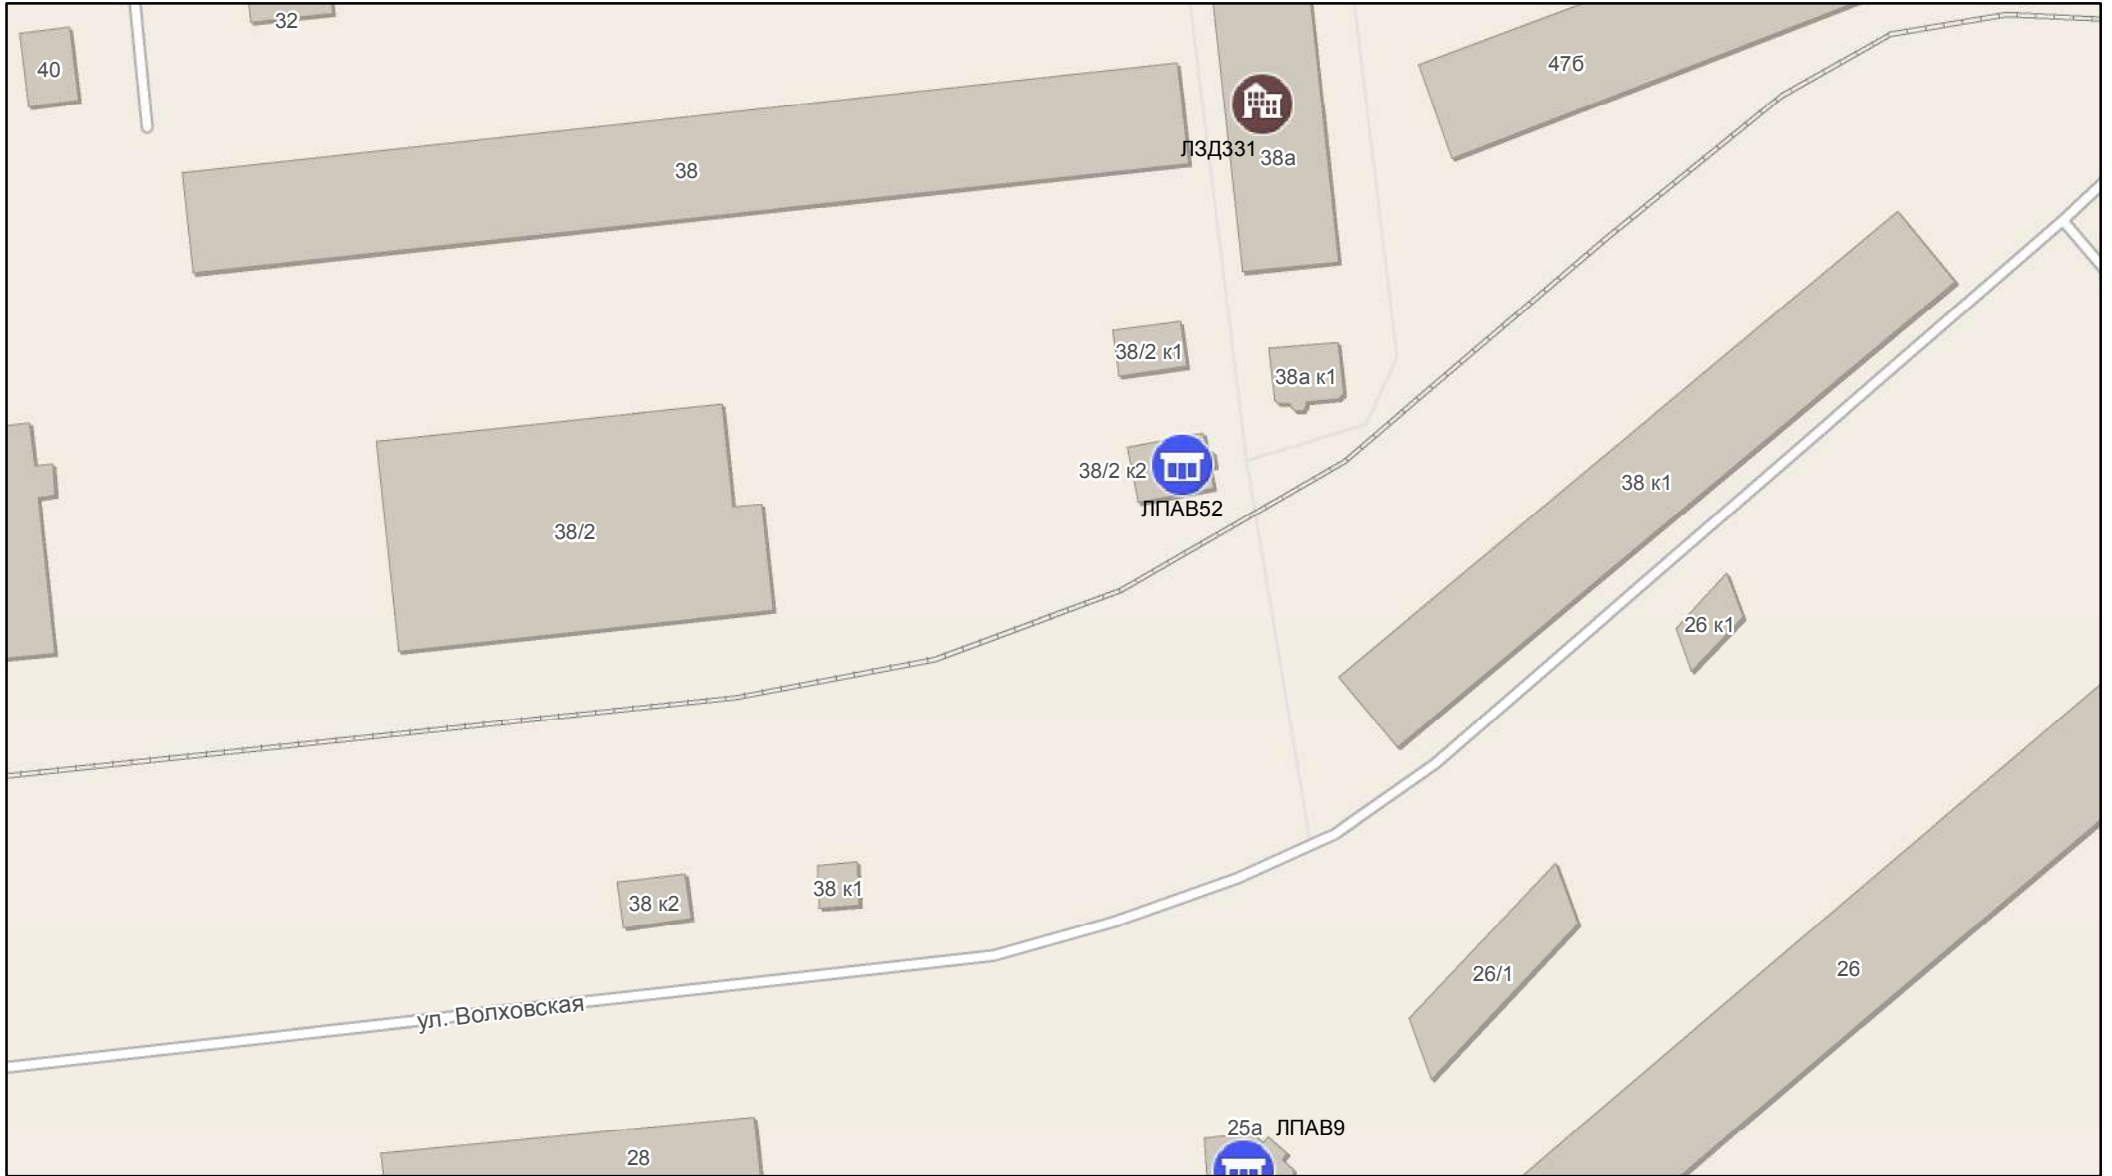 32
40
47б
ЛЗД331
38а
38
38/2 к1
38а к1
38/2 к2
38 к1
ЛПАВ52
38/2
26 к1
38 к1
38 к2
26
26/1
ул. Волховская
25а
ЛПАВ9
28